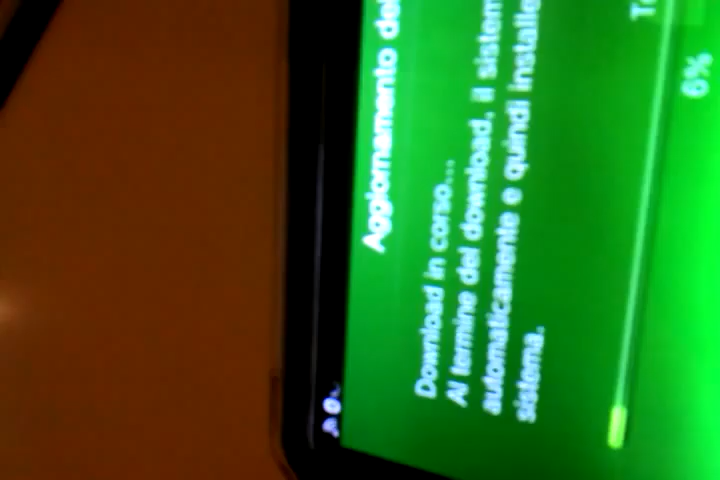 Aggiornamento del
Download in corso...
Al termine del download, il sistem
automaticamente e quindi installe
sistema.
6%